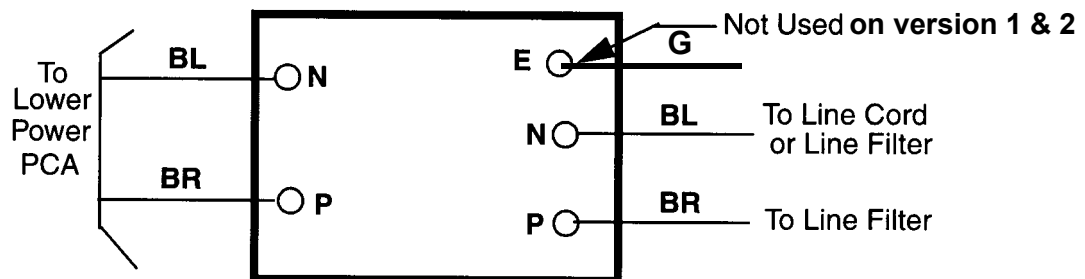 Not Used on version 1 & 2
E
G
To
Lower
Power
PCA
BL
N
N
BL
To Line Cord
or Line Filter
BR
P
P
BR
To Line Filter